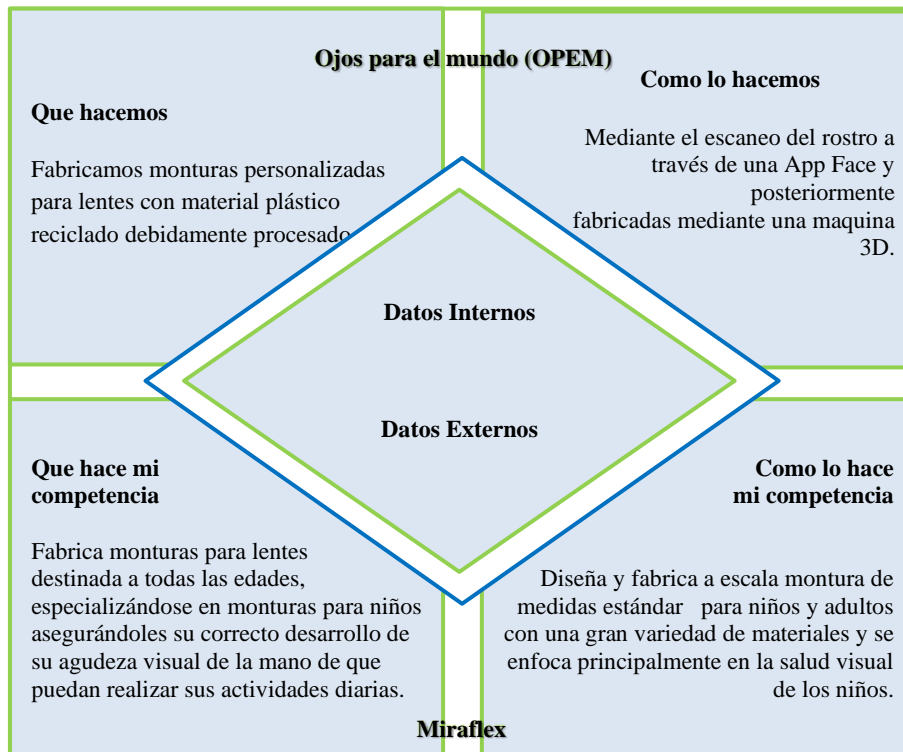 Ojos para el mundo (OPEM)
Que hacemos
Fabricamos monturas personalizadas
para lentes con material plástico
reciclado debidamente procesado
Como lo hacemos
Mediante el escaneo del rostro a
través de una App Face y
posteriormente
fabricadas mediante una maquina
3D.
Datos Internos
Datos Externos
Que hace mi
competencia
Fabrica monturas para lentes
destinada a todas las edades,
especializándose en monturas para niños
asegurándoles su correcto desarrollo de
su agudeza visual de la mano de que
puedan realizar sus actividades diarias.
Como lo hace
mi competencia
Diseña y fabrica a escala montura de
medidas estándar para niños y adultos
con una gran variedad de materiales y se
enfoca principalmente en la salud visual
de los niños.
Miraflex